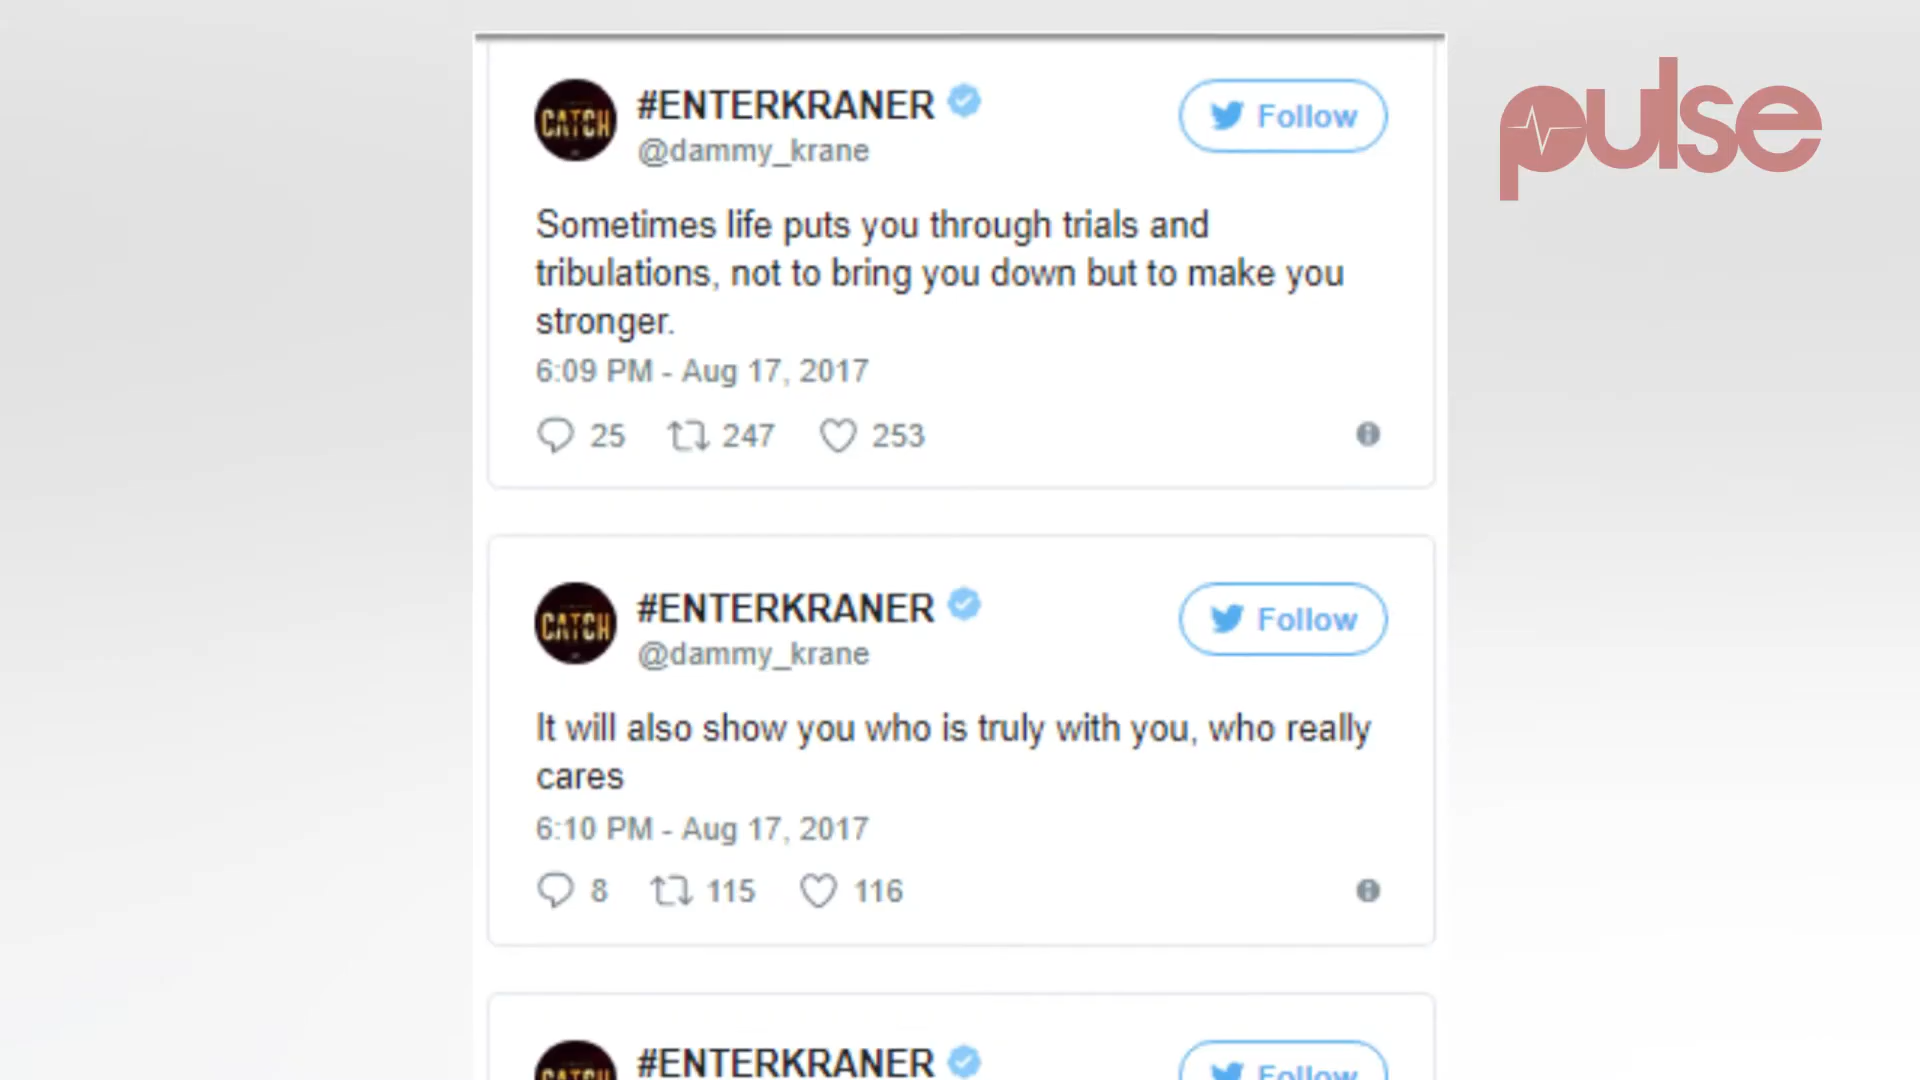 pulse
CATCH
#ENTERKRANER
@dammy_krane
Follow
Sometimes life puts you through trials and
tribulations, not to bring you down but to make you
stronger.
6:09 PM - Aug 17, 2017
25 247 253
CATCH
#ENTERKRANER
@dammy_krane
Follow
It will also show you who is truly with you, who really
cares
6:10 PM - Aug 17, 2017
8 115 116
CATCH
#ENTERKRANER
Follow